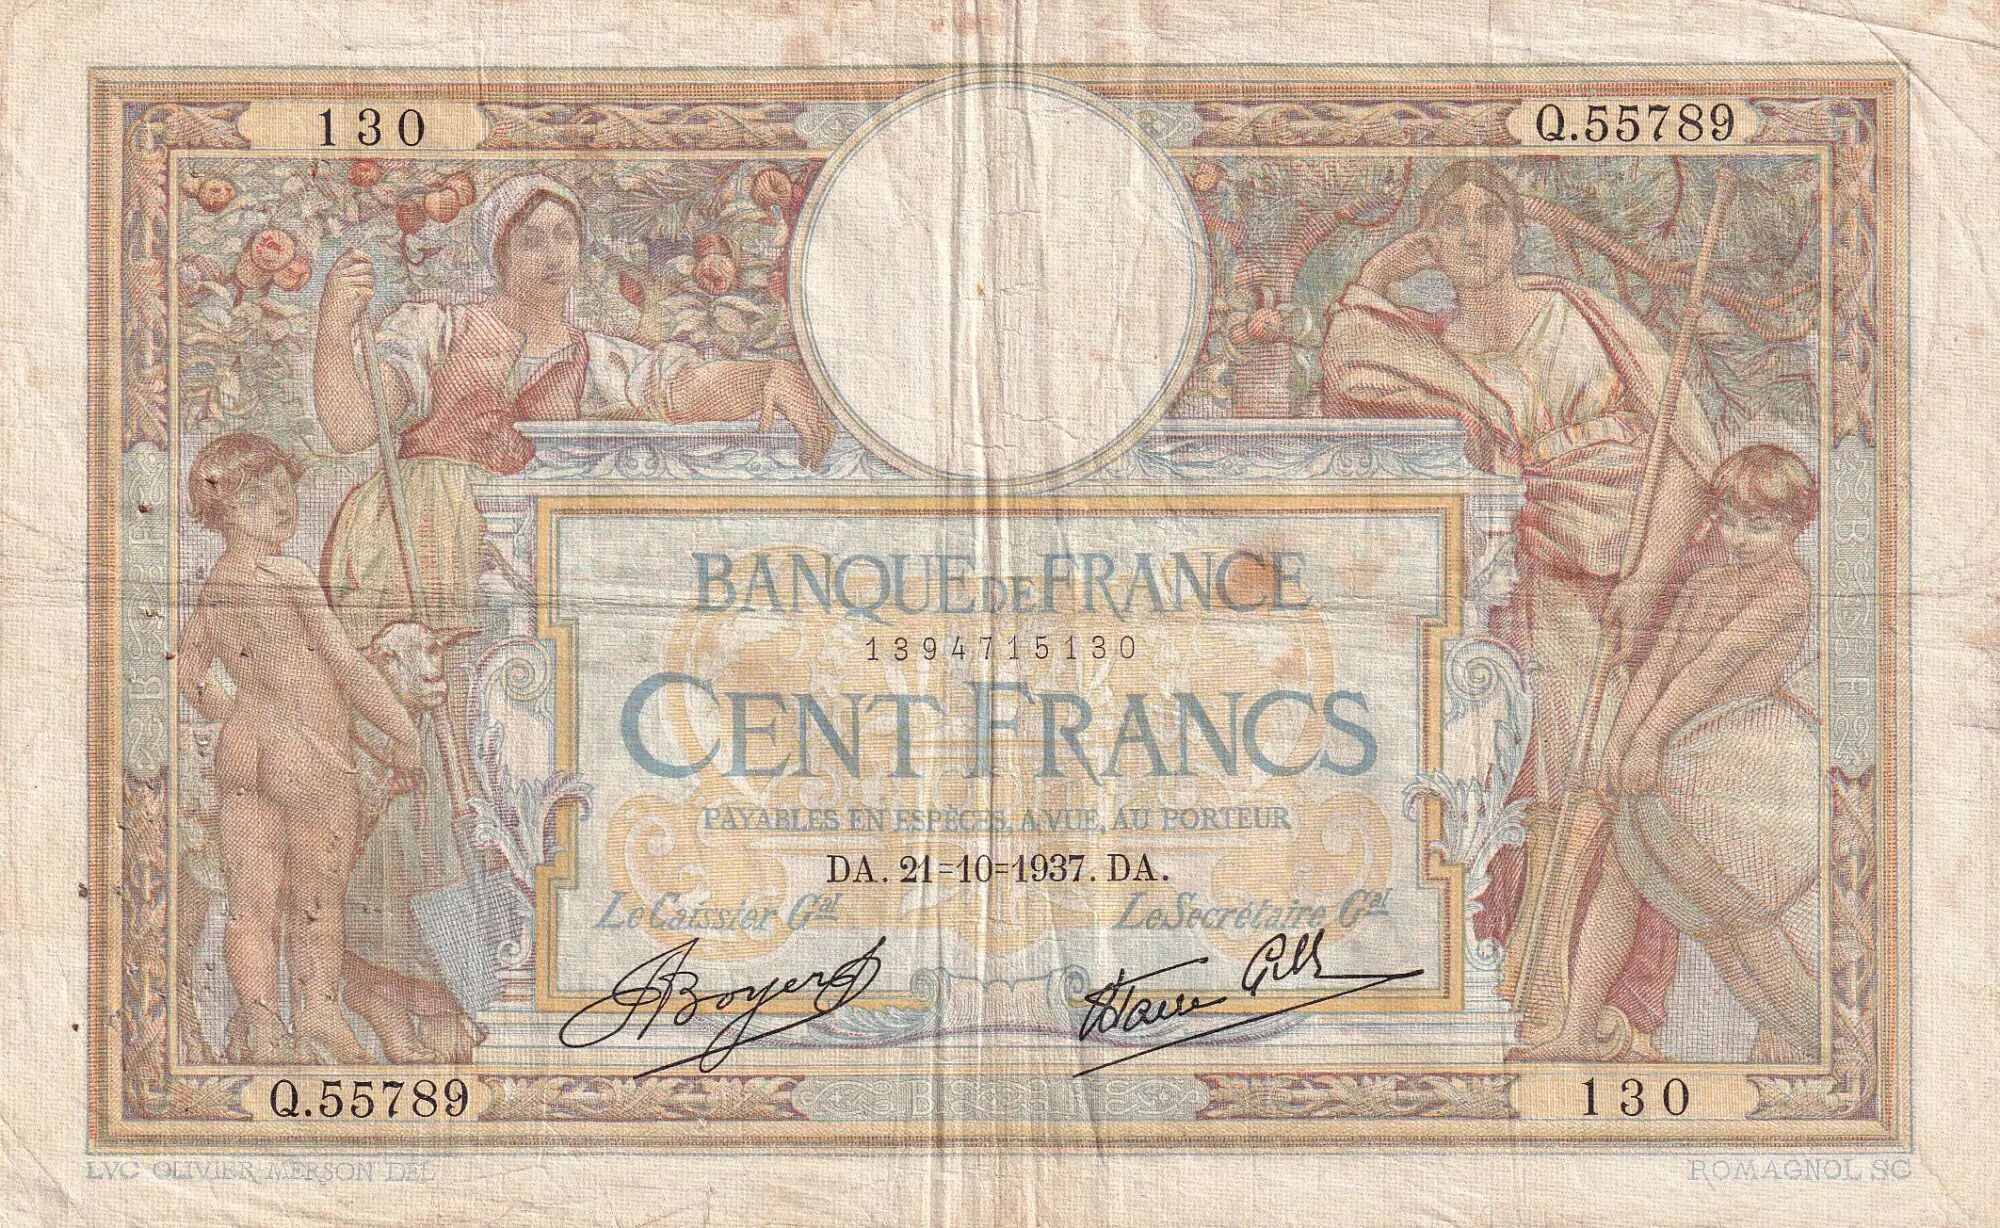 130
Q.55789
BANQUE DE FRANCE
1394715130
CENT FRANCS
PAYABLES EN ESPÈCES, A VUE, AU PORTEUR
DA. 21=10=1937. DA.
Le Caissier Gal
Le Secrétaire Gal
Boyer
Q.55789
130
LVC OLIVIER MERSON DEL
ROMAGNOL SC